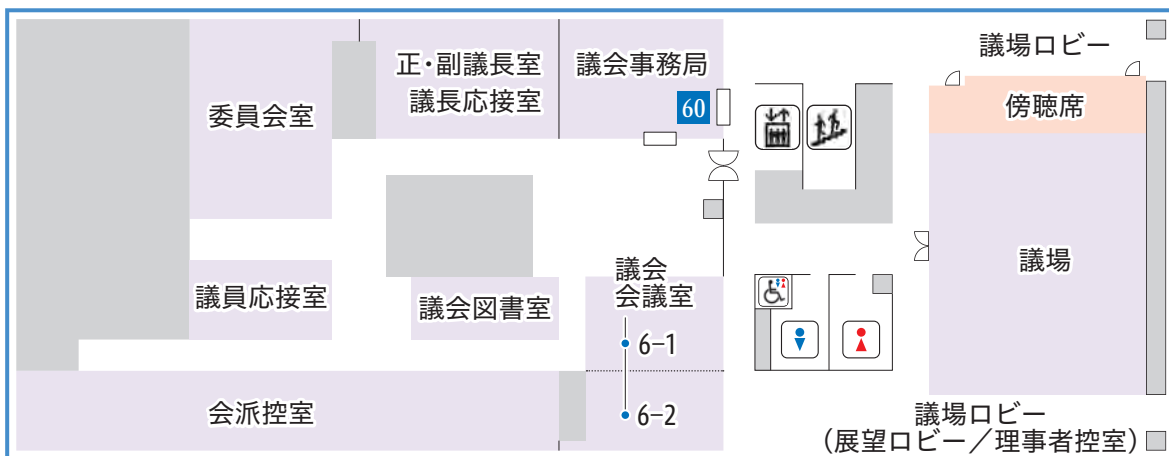 議場ロビー
正・副議長室
議長応接室
議会事務局
60
委員会室
傍聴席
議場
議会
会議室
議員応接室
議会図書室
6-1
6-2
会派控室
議場ロビー
（展望ロビー／理事者控室）